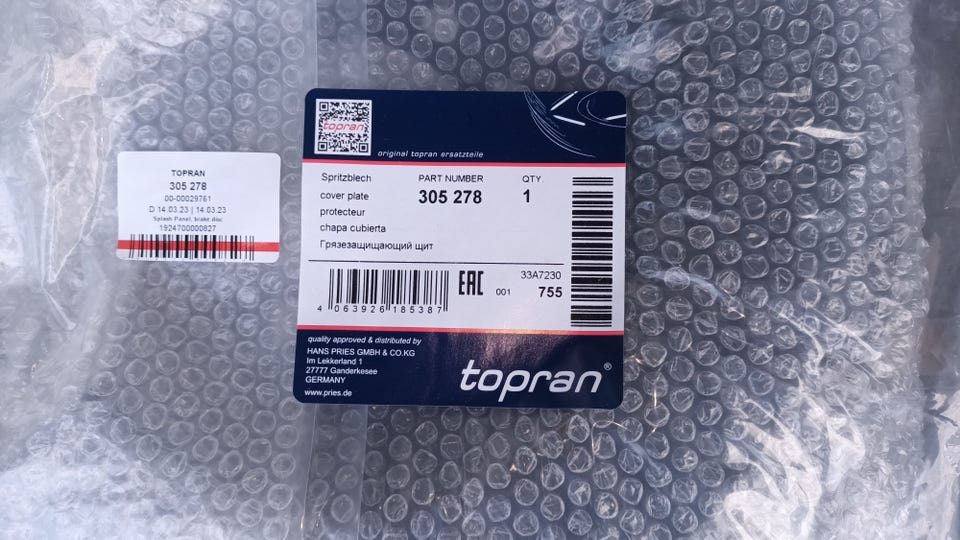 TOPRAN
305 278
00-00029761
D 14.03.23 | 14.03.23
Splash Panel, brake disc
1924700000827
topran
original topran ersatzteile
Spritzblech
cover plate
protecteur
chapa cubierta
Грязезащищающий щит
PART NUMBER
305 278
QTY.
1
4 063926 185387
EAC
001
33A7230
755
quality approved & distributed by
HANS PRIES GMBH & CO.KG
Im Lekkerland 1
27777 Ganderkesee
GERMANY
www.pries.de
topran®